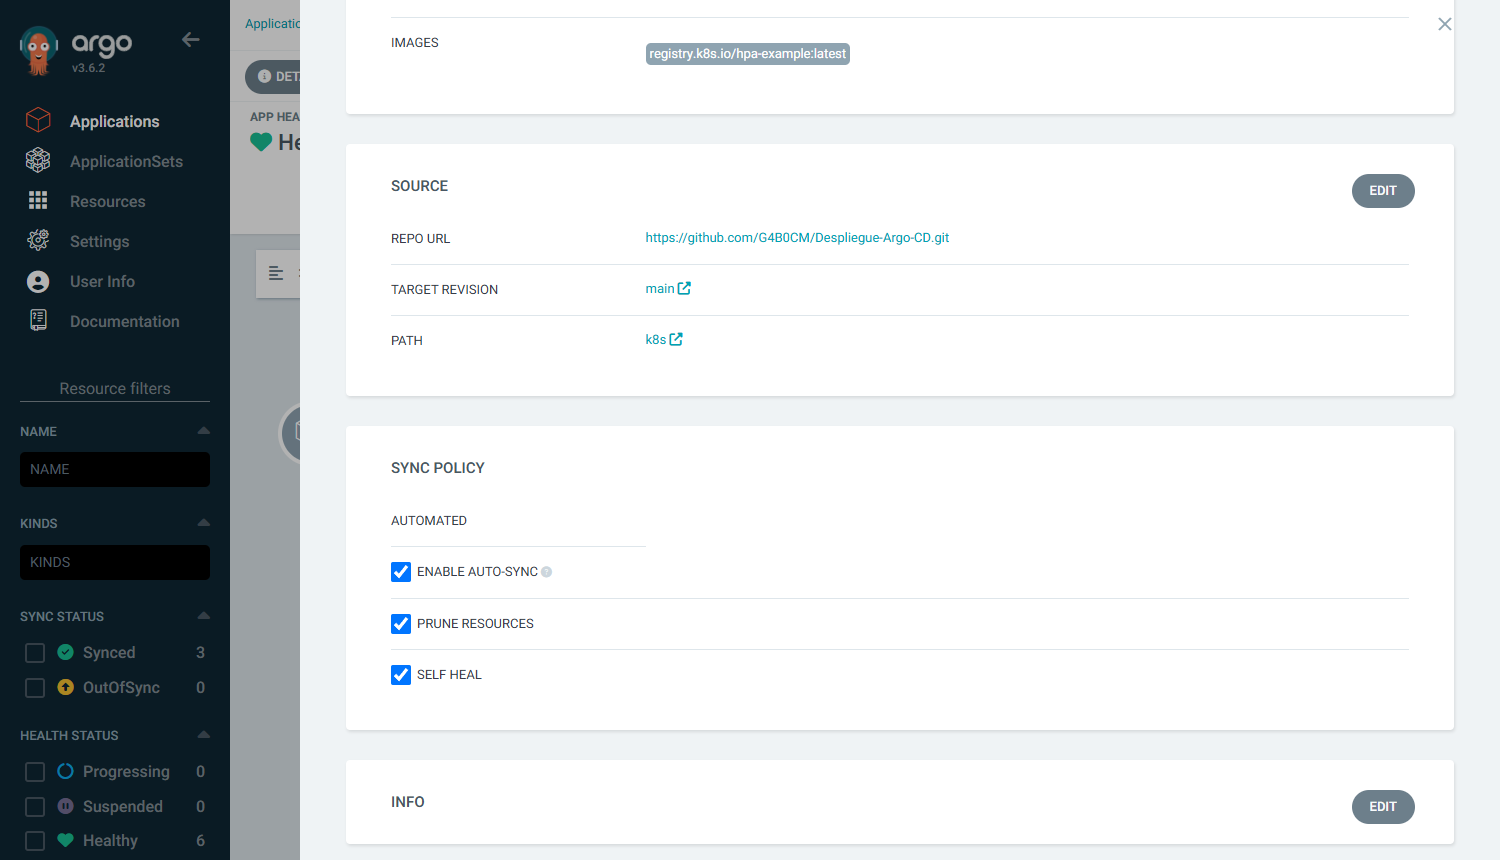 argo
v3.6.2
Applications
ApplicationSets
Resources
Settings
User Info
Documentation
Resource filters
NAME
NAME
KINDS
KINDS
SYNC STATUS
Synced 3
OutOfSync 0
HEALTH STATUS
Progressing 0
Suspended 0
Healthy 6
Applicatio
DETA
APP HEA
He
IMAGES
registry.k8s.io/hpa-example:latest
SOURCE
EDIT
REPO URL
https://github.com/G4B0CM/Despliegue-Argo-CD.git
TARGET REVISION
main
PATH
k8s
SYNC POLICY
AUTOMATED
ENABLE AUTO-SYNC
PRUNE RESOURCES
SELF HEAL
INFO
EDIT